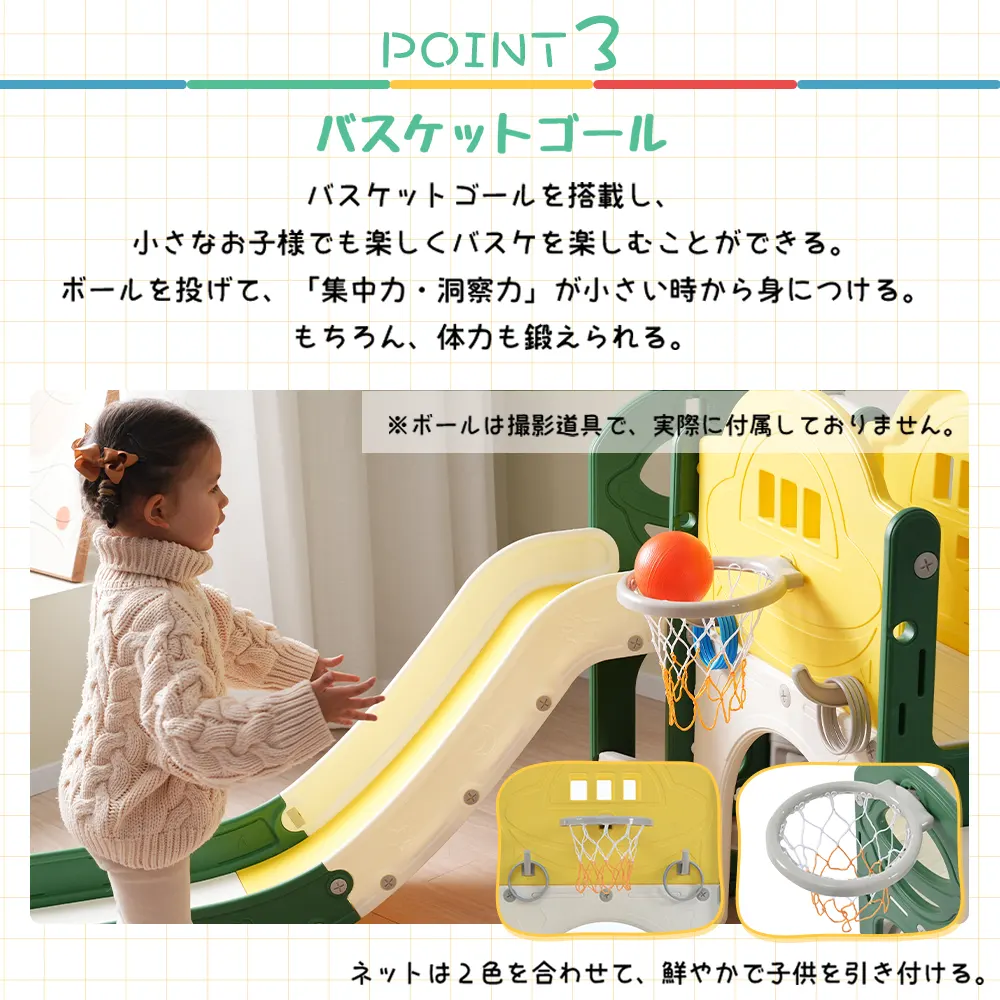 POINT 3
バスケットゴール
バスケットゴールを搭載し、
小さなお子様でも楽しくバスケを楽しむことができる。
ボールを投げて、「集中力・洞察力」が小さい時から身につける。
もちろん、体力も鍛えられる。
※ボールは撮影道具で、実際に付属しておりません。
ネットは２色を合わせて、鮮やかで子供を引き付ける。